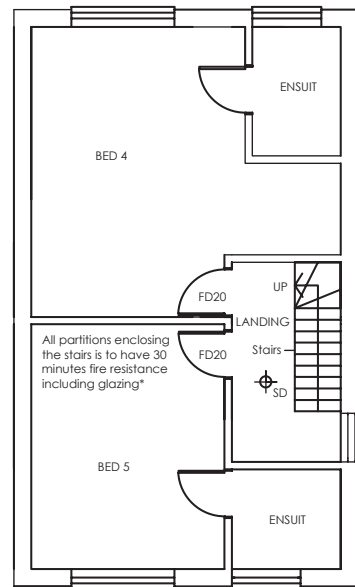 ENSUIT
BED 4
UP
FD20
LANDING
All partitions enclosing
the stairs is to have 30
minutes fire resistance
including glazing*
FD20
Stairs
SD
BED 5
ENSUIT